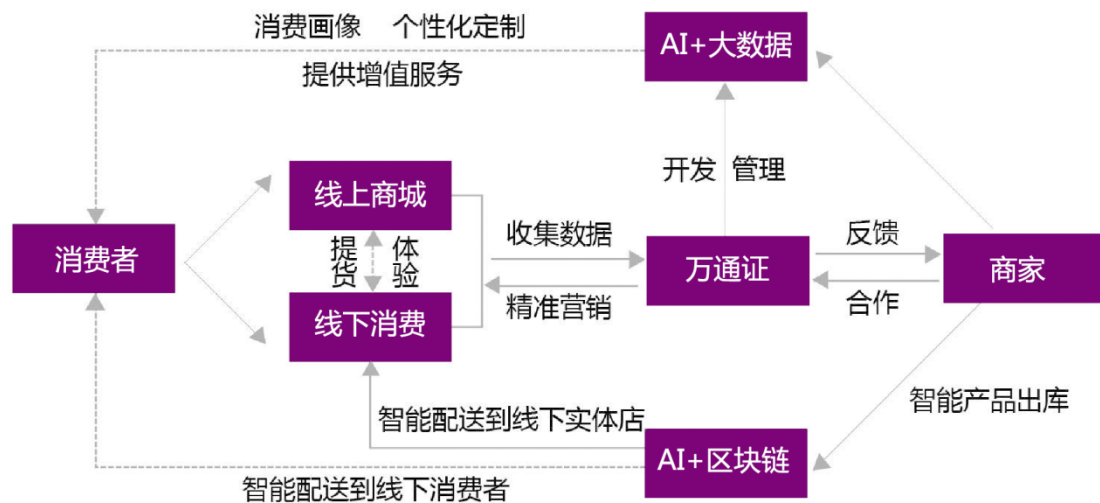 消费画像 个性化定制
AI+大数据
提供增值服务
开发 管理
线上商城
收集数据
反馈
消费者
提货
体验
万通证
商家
精准营销
合作
线下消费
智能产品出库
智能配送到线下实体店
AI+区块链
智能配送到线下消费者